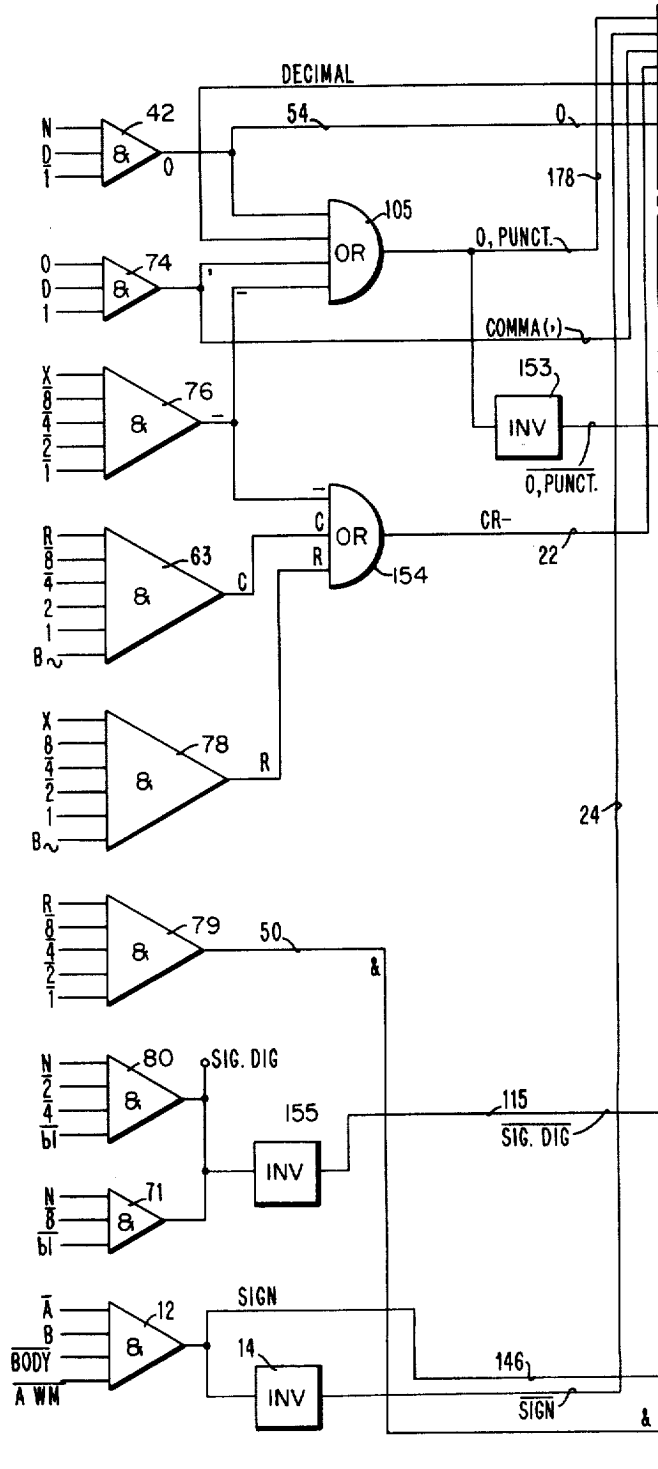 DECIMAL
42
54
0
N
D
1̅
&
0
178
105
OR
0, PUNCT.
0
D
1
74
&
,
–
COMMA(,)
153
INV
0, PUNCT.
X
8̅
4̅
2̅
1̅
76
&
–
–
C
R
OR
CR–
22
154
R
8̅
4̅
2
1
B~
63
&
C
X
8
4̅
2̅
1
B~
78
&
R
24
R
8̅
4̅
2̅
1̅
79
&
50
&
N
2̅
4̅
b1
80
&
SIG. DIG
155
INV
115
SIG. DIG
N
8̅
b1
71
&
A̅
B
BODY
A WM
12
&
SIGN
14
INV
146
SIGN
&